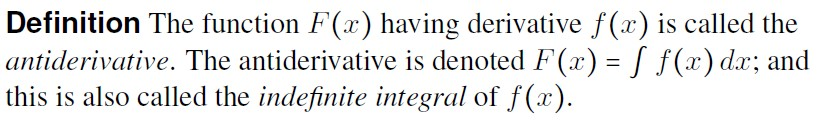 Definition The function F(x) having derivative f(x) is called the
antiderivative. The antiderivative is denoted F(x) = ∫ f(x) dx; and
this is also called the indefinite integral of f(x).